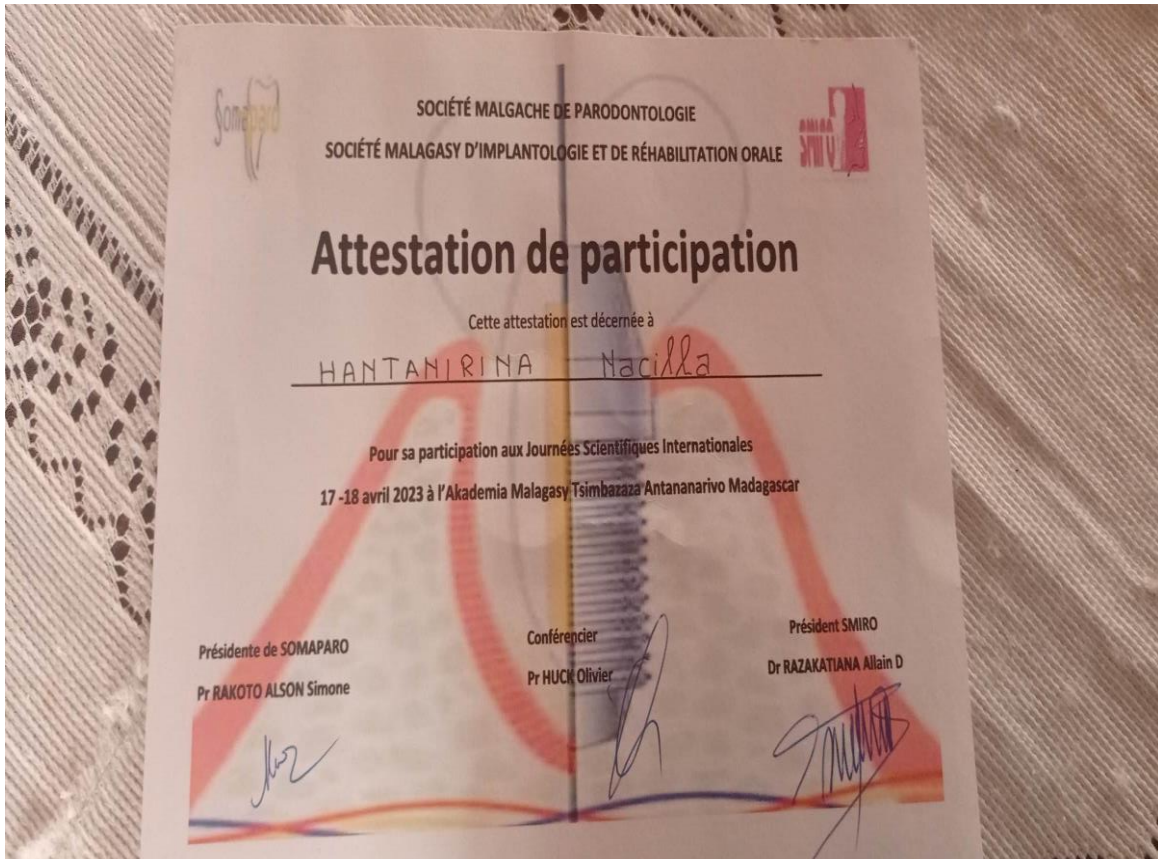 Somaparo
SOCIÉTÉ MALGACHE DE PARODONTOLOGIE
SOCIÉTÉ MALAGASY D'IMPLANTOLOGIE ET DE RÉHABILITATION ORALE
Attestation de participation
Cette attestation est décernée à
HANTANIRINA Nacilla
Pour sa participation aux Journées Scientifiques Internationales
17 -18 avril 2023 à l'Akademia Malagasy Tsimbazaza Antananarivo Madagascar
Présidente de SOMAPARO
Pr RAKOTO ALSON Simone
Conférencier
Pr HUCK Olivier
Président SMIRO
Dr RAZAKATIANA Allain D